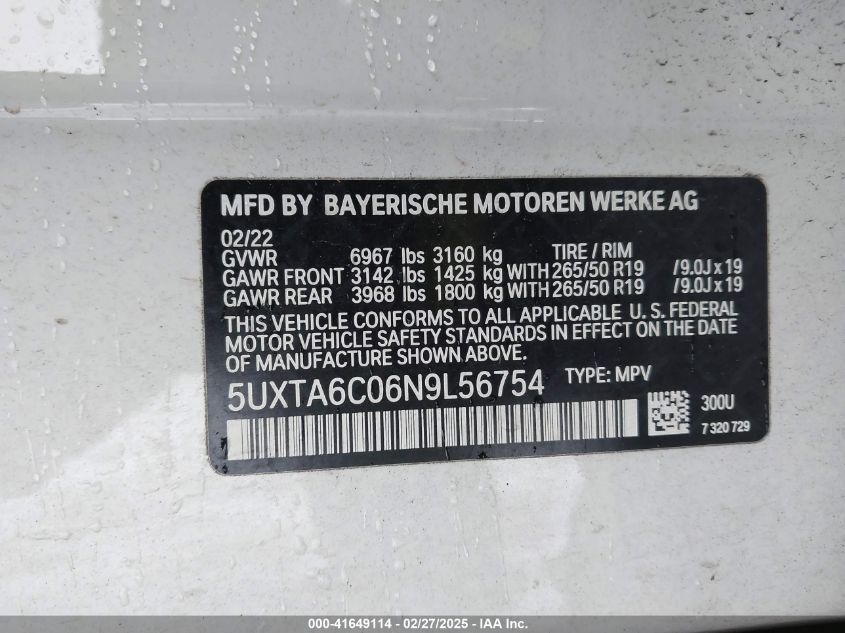 MFD BY BAYERISCHE MOTOREN WERKE AG
02/22 TIRE / RIM
GVWR 6967 lbs 3160 kg
GAWR FRONT 3142 lbs 1425 kg WITH 265/50 R19 /9.0J x 19
GAWR REAR 3968 lbs 1800 kg WITH 265/50 R19 /9.0J x 19
THIS VEHICLE CONFORMS TO ALL APPLICABLE U. S. FEDERAL
MOTOR VEHICLE SAFETY STANDARDS IN EFFECT ON THE DATE
OF MANUFACTURE SHOWN ABOVE.
5UXTA6C06N9L56754 TYPE: MPV
300U
7 320 729
000-41649114 - 02/27/2025 - IAA Inc.